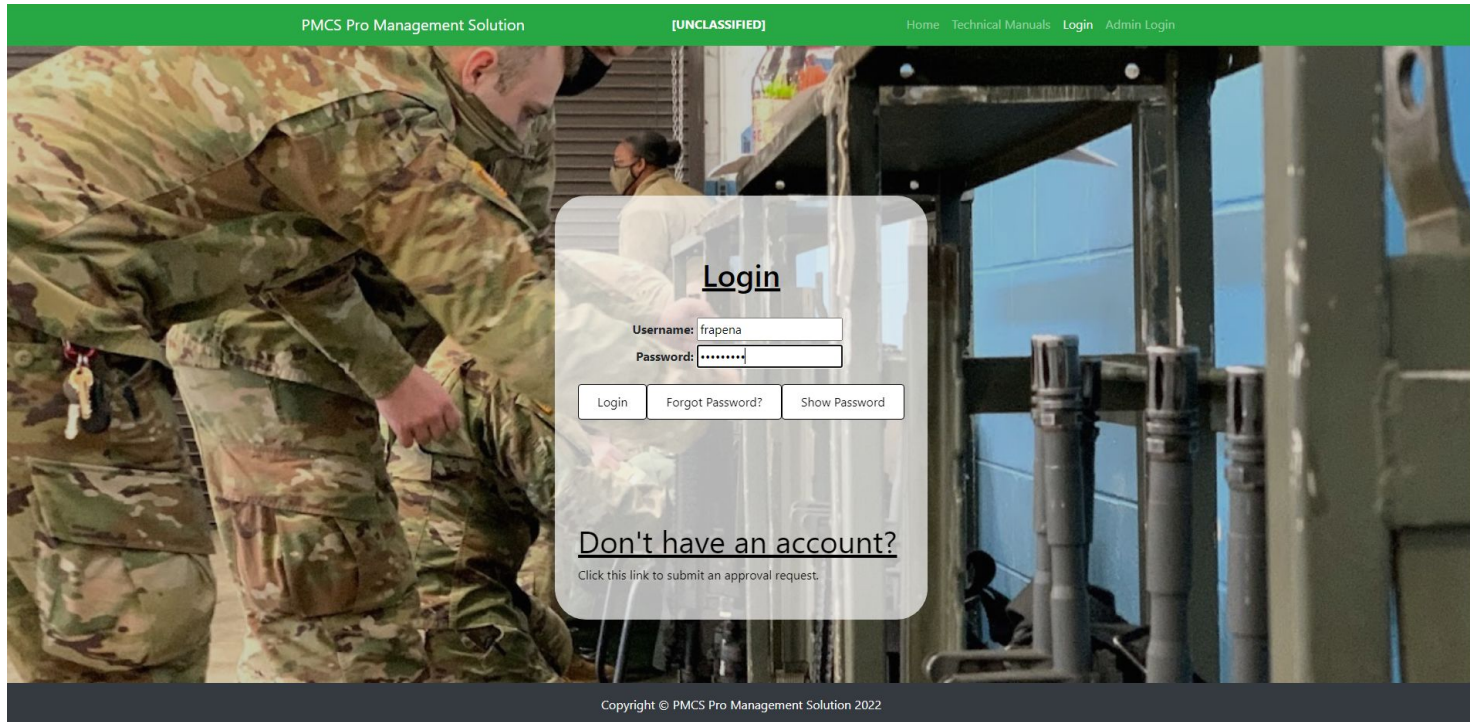 PMCS Pro Management Solution [UNCLASSIFIED] Home Technical Manuals Login Admin Login
Login
Username: frapena
Password: •••••••••
Login Forgot Password? Show Password
Don't have an account?
Click this link to submit an approval request.
Copyright © PMCS Pro Management Solution 2022